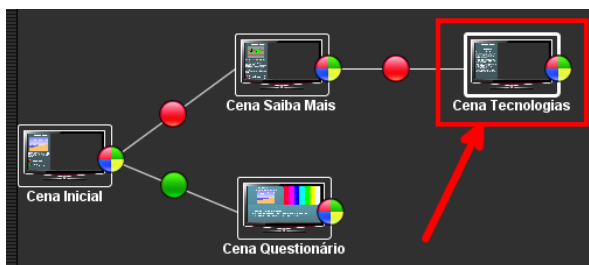 Cena Saiba Mais
Cena Tecnologias
Cena Inicial
Cena Questionário